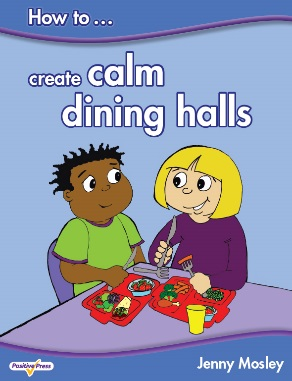 How to ...
create calm
dining halls
Positive Press
Jenny Mosley